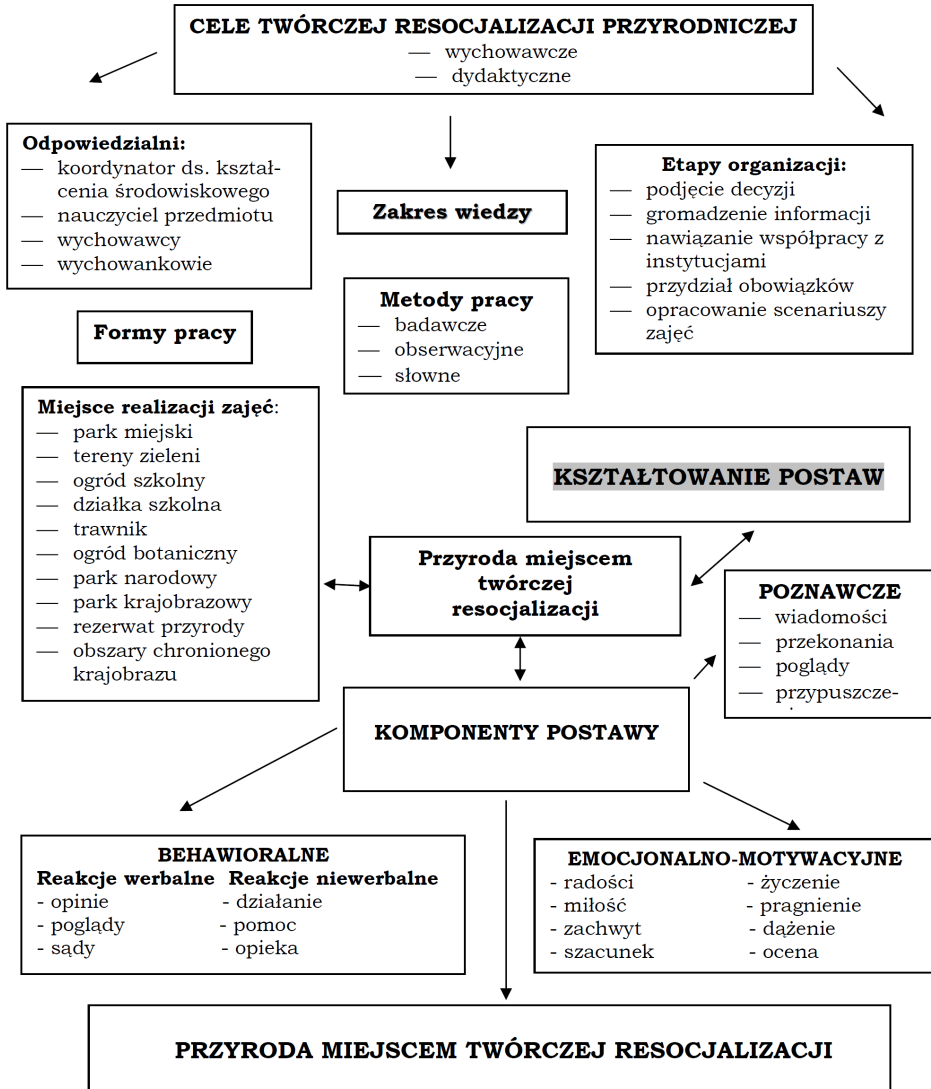 CELE TWÓRCZEJ RESOCJALIZACJI PRZYRODNICZEJ
— wychowawcze
— dydaktyczne
Odpowiedzialni:
— koordynator ds. kształ-
cenia środowiskowego
— nauczyciel przedmiotu
— wychowawcy
— wychowankowie
Zakres wiedzy
Etapy organizacji:
— podjęcie decyzji
— gromadzenie informacji
— nawiązanie współpracy z
instytucjami
— przydział obowiązków
— opracowanie scenariuszy
zajęć
Formy pracy
Metody pracy
— badawcze
— obserwacyjne
— słowne
Miejsce realizacji zajęć:
— park miejski
— tereny zieleni
— ogród szkolny
— działka szkolna
— trawnik
— ogród botaniczny
— park narodowy
— park krajobrazowy
— rezerwat przyrody
— obszary chronionego
krajobrazu
KSZTAŁTOWANIE POSTAW
Przyroda miejscem
twórczej
resocjalizacji
POZNAWCZE
— wiadomości
— przekonania
— poglądy
— przypuszcze-
KOMPONENTY POSTAWY
BEHAWIORALNE
Reakcje werbalne Reakcje niewerbalne
- opinie - działanie
- poglądy - pomoc
- sądy - opieka
EMOCJONALNO-MOTYWACYJNE
- radości - życzenie
- miłość - pragnienie
- zachwyt - dążenie
- szacunek - ocena
PRZYRODA MIEJSCEM TWÓRCZEJ RESOCJALIZACJI